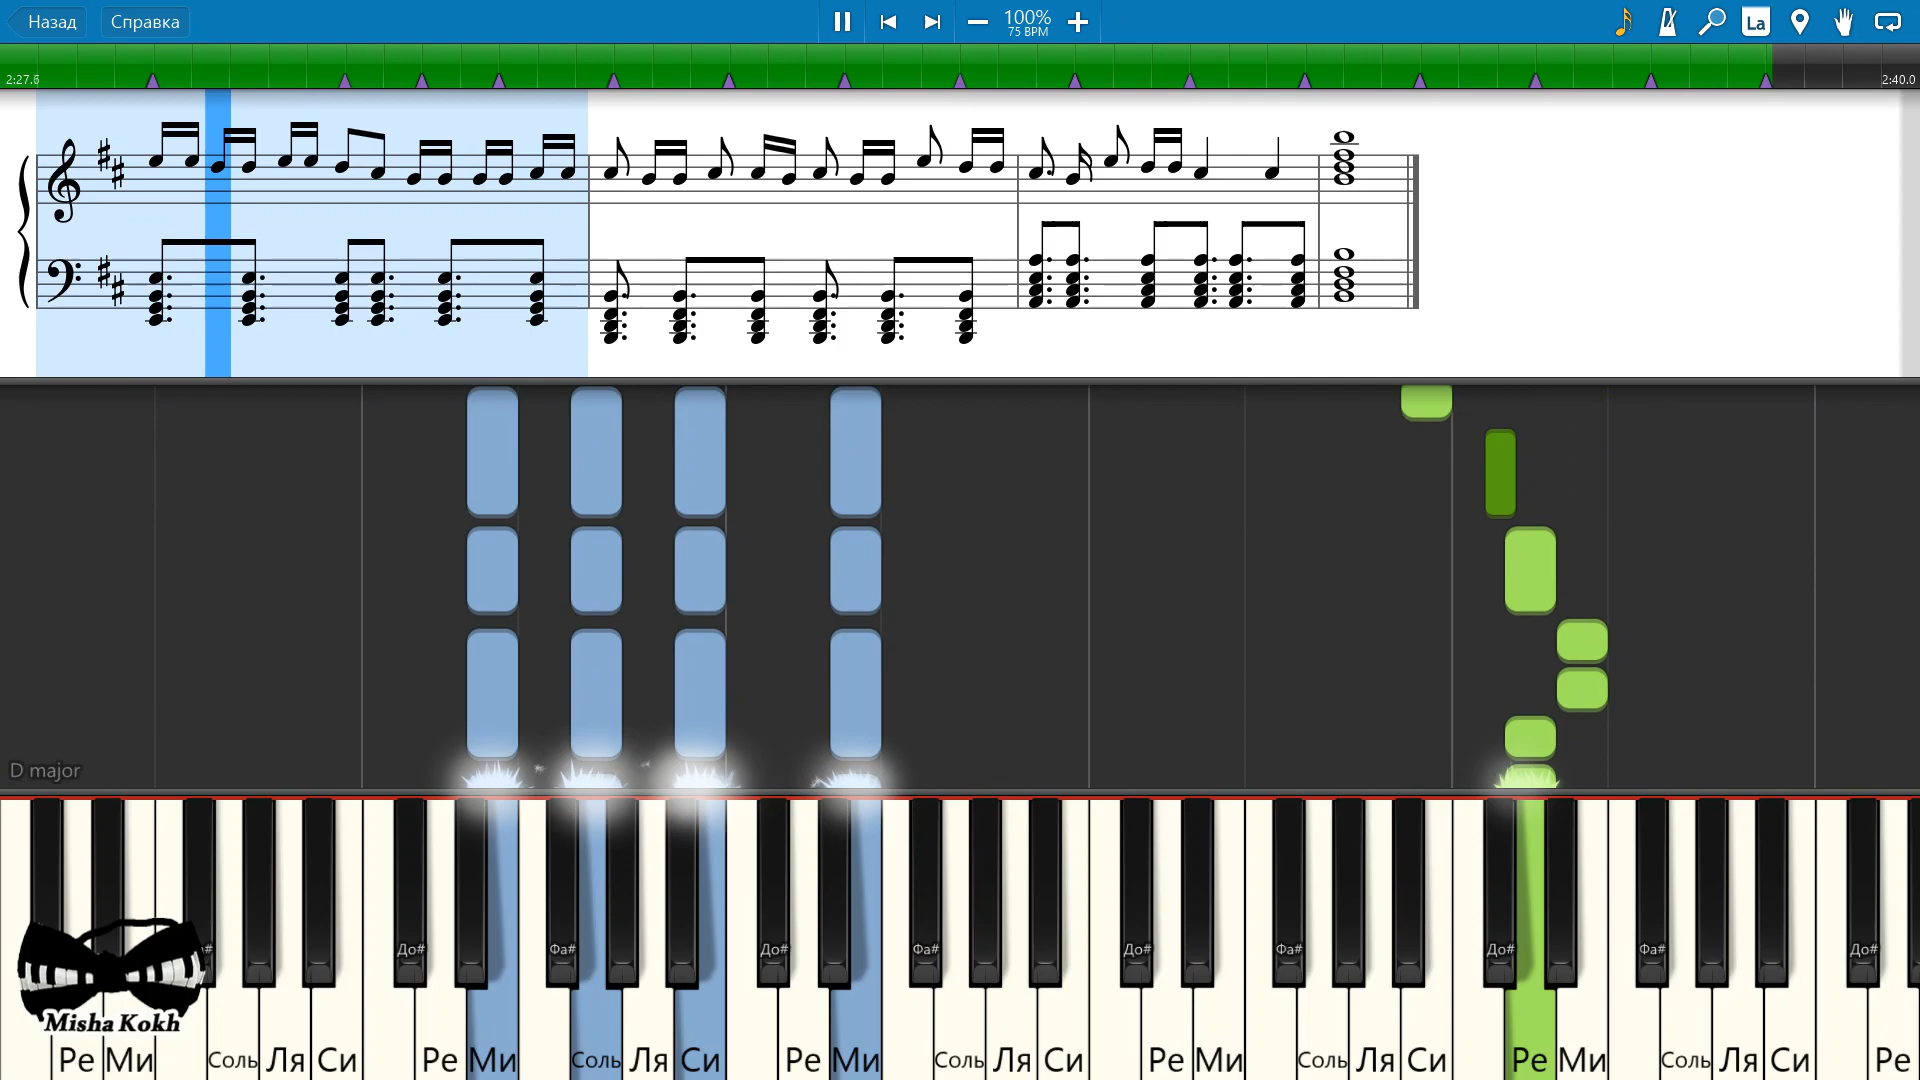 Назад Справка 100% La
75 BPM
2:27.6 2:40.0
D major
До# Фа# До# Фа# До# Фа# До# Фа# До#
Misha Kokh
Ре Ми Соль Ля Си Ре Ми Соль Ля Си Ре Ми Соль Ля Си Ре Ми Соль Ля Си Ре Ми Соль Ля Си Ре